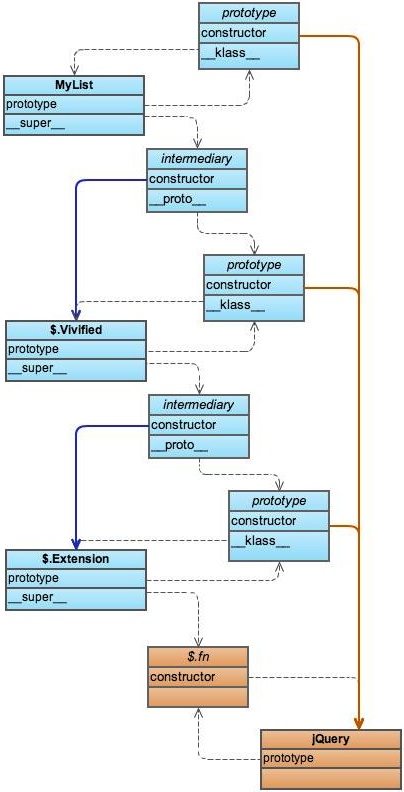 prototype
constructor
__klass__
MyList
prototype
__super__
intermediary
constructor
__proto__
prototype
constructor
__klass__
$.Vivified
prototype
__super__
intermediary
constructor
__proto__
prototype
constructor
__klass__
$.Extension
prototype
__super__
$.fn
constructor
jQuery
prototype